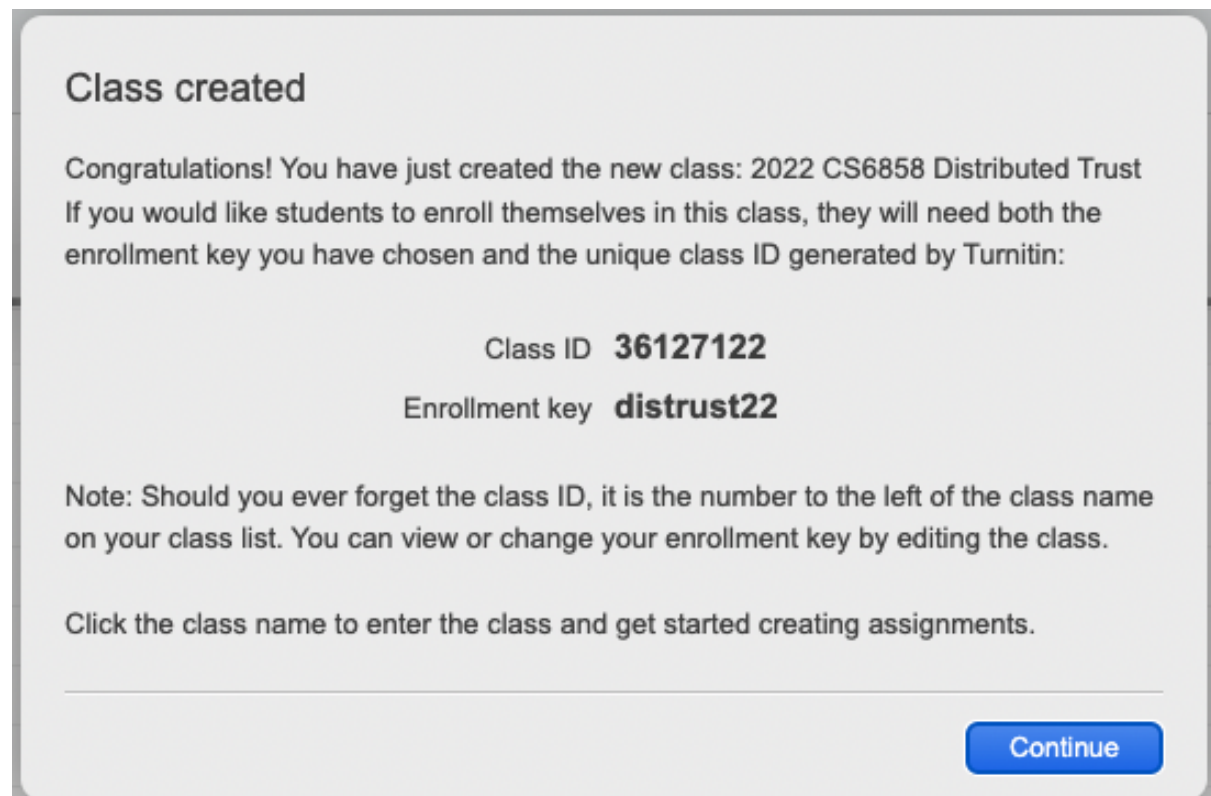 Class created
Congratulations! You have just created the new class: 2022 CS6858 Distributed Trust
If you would like students to enroll themselves in this class, they will need both the
enrollment key you have chosen and the unique class ID generated by Turnitin:
Class ID 36127122
Enrollment key distrust22
Note: Should you ever forget the class ID, it is the number to the left of the class name
on your class list. You can view or change your enrollment key by editing the class.
Click the class name to enter the class and get started creating assignments.
Continue